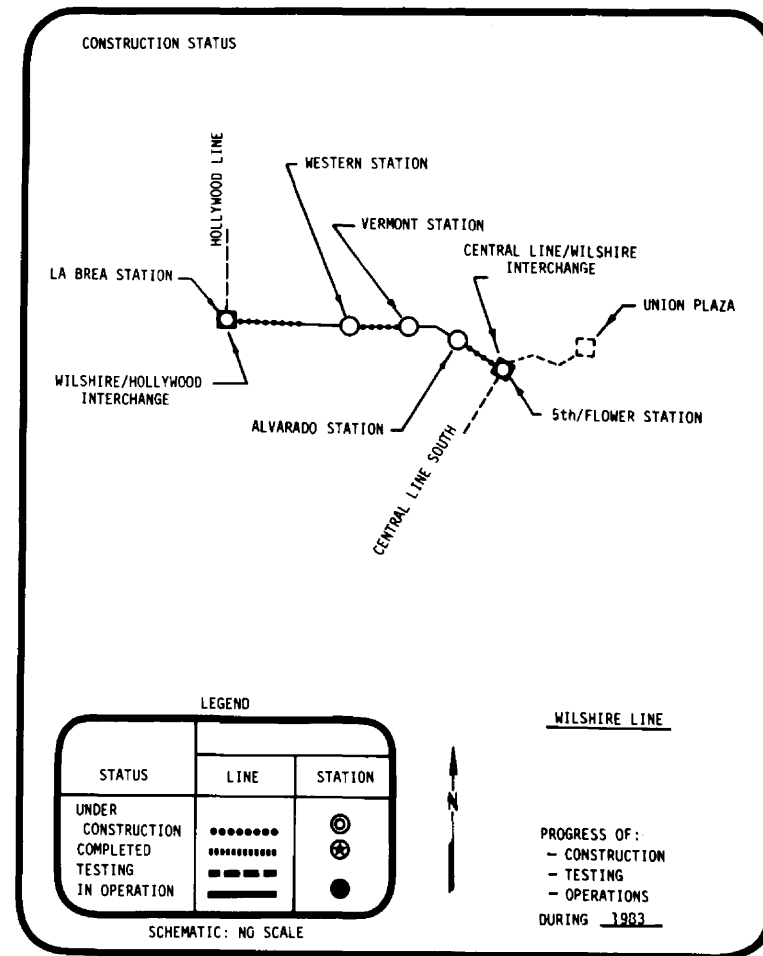 CONSTRUCTION STATUS
HOLLYWOOD LINE
WESTERN STATION
VERMONT STATION
CENTRAL LINE/WILSHIRE
INTERCHANGE
LA BREA STATION
UNION PLAZA
WILSHIRE/HOLLYWOOD
INTERCHANGE
ALVARADO STATION
5th/FLOWER STATION
CENTRAL LINE SOUTH
LEGEND
STATUS LINE STATION
UNDER
CONSTRUCTION
COMPLETED
TESTING
IN OPERATION
SCHEMATIC: NO SCALE
N
WILSHIRE LINE
PROGRESS OF:
- CONSTRUCTION
- TESTING
- OPERATIONS
DURING 1983